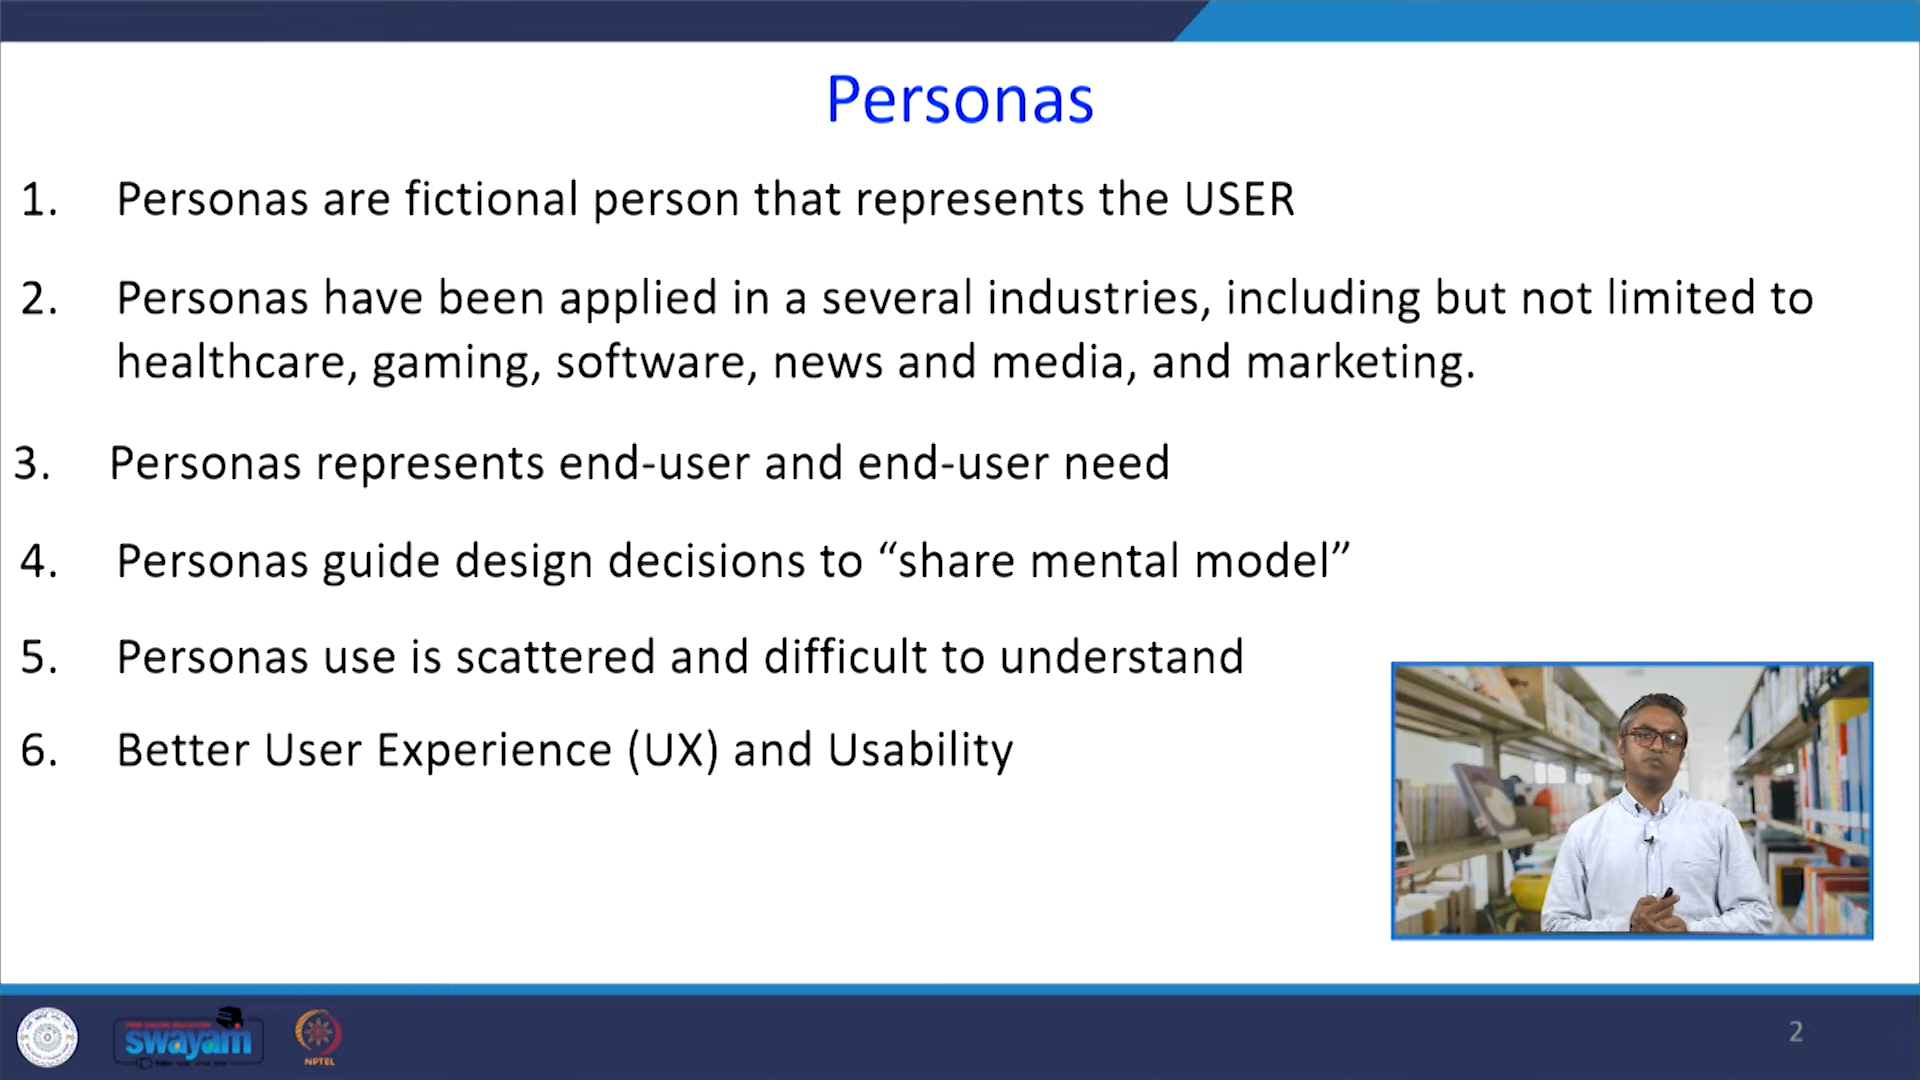 Personas
1. Personas are fictional person that represents the USER
2. Personas have been applied in a several industries, including but not limited to
healthcare, gaming, software, news and media, and marketing.
3. Personas represents end-user and end-user need
4. Personas guide design decisions to “share mental model”
5. Personas use is scattered and difficult to understand
6. Better User Experience (UX) and Usability
swayam
NPTEL
2